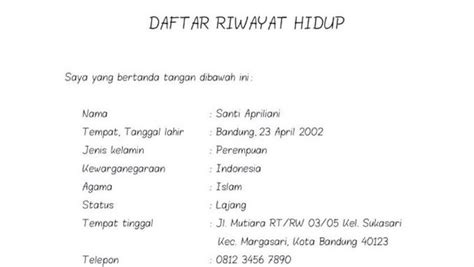 DAFTAR RIWAYAT HIDUP
Saya yang bertanda tangan dibawah ini :
Nama : Santi Apriliani
Tempat, Tanggal lahir : Bandung, 23 April 2002
Jenis kelamin : Perempuan
Kewarganegaraan : Indonesia
Agama : Islam
Status : Lajang
Tempat tinggal : Jl. Mutiara RT/RW 03/05 Kel. Sukasari
Kec. Margasari, Kota Bandung 40123
Telepon : 0812 3456 7890